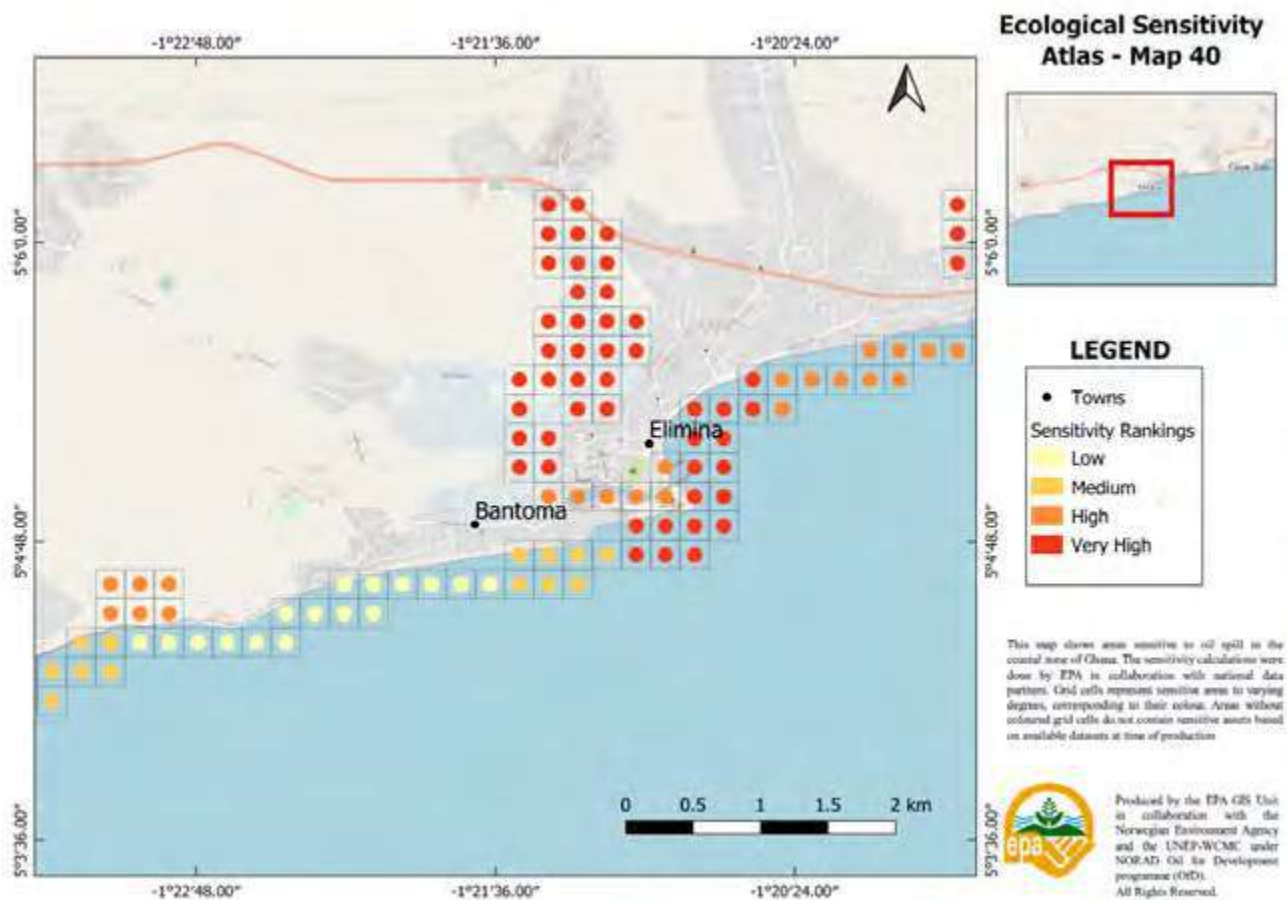 Ecological Sensitivity
Atlas - Map 40
-1°22'48.00"
-1°21'36.00"
-1°20'24.00"
5°6'0.00"
5°6'0.00"
Elimina
Bantoma
5°4'48.00"
5°4'48.00"
0 0.5 1 1.5 2 km
5°3'36.00"
5°3'36.00"
-1°22'48.00"
-1°21'36.00"
-1°20'24.00"
LEGEND
Towns
Sensitivity Rankings
Low
Medium
High
Very High
This map shows areas sensitive to oil spill in the
coastal zone of Ghana. The sensitivity calculations were
done by EPA in collaboration with national data
partners. Grid cells represent sensitive areas to varying
degrees, corresponding to their colour. Areas without
coloured grid cells do not contain sensitive assets based
on available datasets at time of production
epa
Produced by the EPA GIS Unit
in collaboration with the
Norwegian Environment Agency
and the UNEP-WCMC under
NORAD Oil for Development
programme (OfD).
All Rights Reserved.